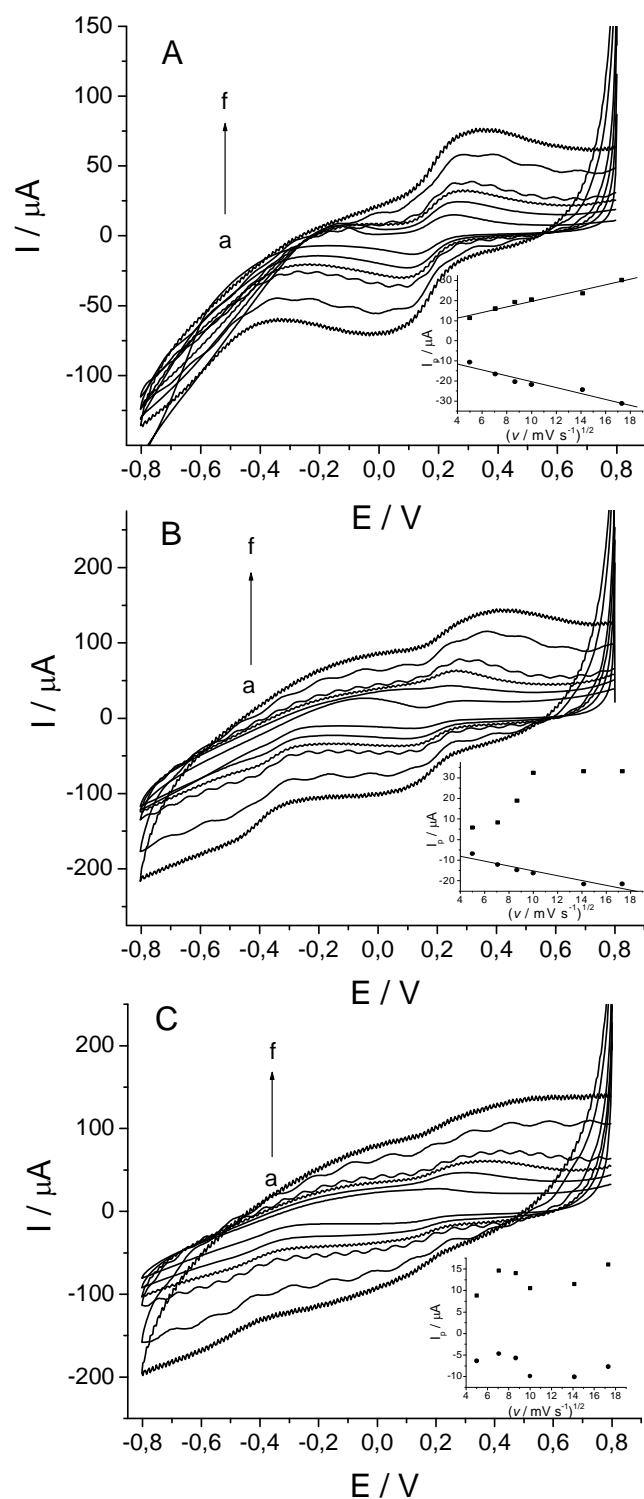 A
150
100
50
0
-50
-100
I / μA
f
a
-0,8 -0,6 -0,4 -0,2 0,0 0,2 0,4 0,6 0,8
E / V
30
20
10
0
-10
-20
-30
I_p / μA
4 6 8 10 12 14 16 18
(v / mV s⁻¹)¹/²
B
200
100
0
-100
-200
I / μA
f
a
-0,8 -0,6 -0,4 -0,2 0,0 0,2 0,4 0,6 0,8
E / V
30
20
10
0
-10
-20
I_p / μA
4 6 8 10 12 14 16 18
(v / mV s⁻¹)¹/²
C
200
100
0
-100
-200
I / μA
f
a
-0,8 -0,6 -0,4 -0,2 0,0 0,2 0,4 0,6 0,8
E / V
15
10
5
0
-5
-10
I_p / μA
4 6 8 10 12 14 16 18
(v / mV s⁻¹)¹/²